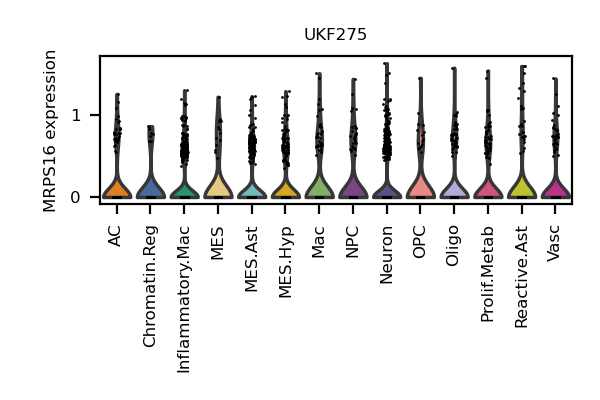 UKF275
MRPS16 expression
1
0
AC
Chromatin.Reg
Inflammatory.Mac
MES
MES.Ast
MES.Hyp
Mac
NPC
Neuron
OPC
Oligo
Prolif.Metab
Reactive.Ast
Vasc